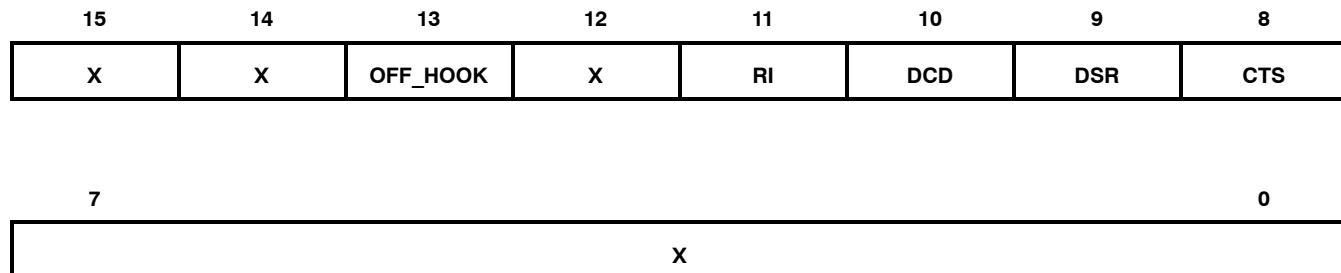 15 14 13 12 11 10 9 8
X X OFF_HOOK X RI DCD DSR CTS
7 0
X